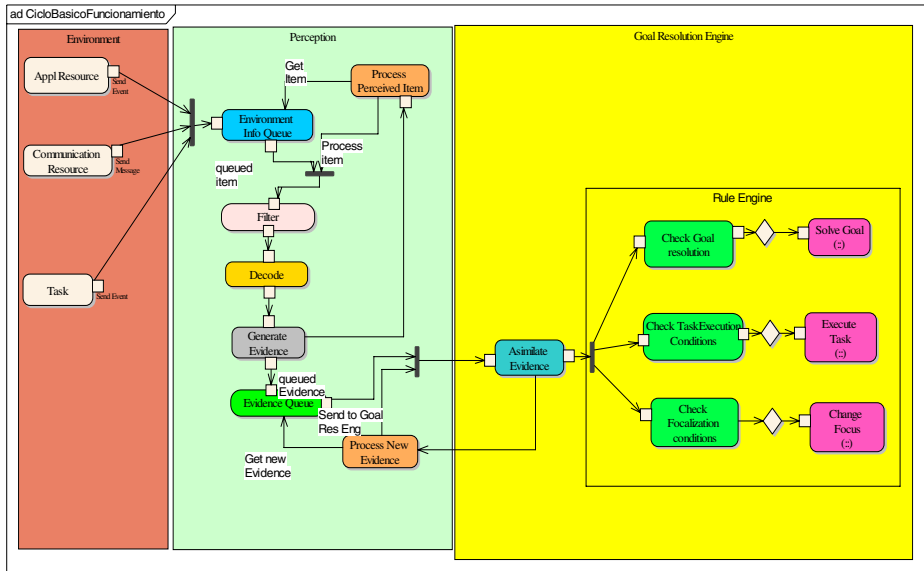 ad CicloBasicoFuncionamiento
Environment
Perception
Goal Resolution Engine
Appl Resource
Send
Event
Communication
Resource
Send
Message
Task
Send Event
Get
Item
Process
Perceived Item
Environment
Info Queue
Process
item
queued
item
Filter
Decode
Generate
Evidence
queued
Evidence
Evidence Queue
Send to Goal
Res Eng
Get new
Evidence
Process New
Evidence
Asimilate
Evidence
Rule Engine
Check Goal
resolution
Solve Goal
(::)
Check TaskExecution
Conditions
Execute
Task
(::)
Check
Focalization
conditions
Change
Focus
(::)